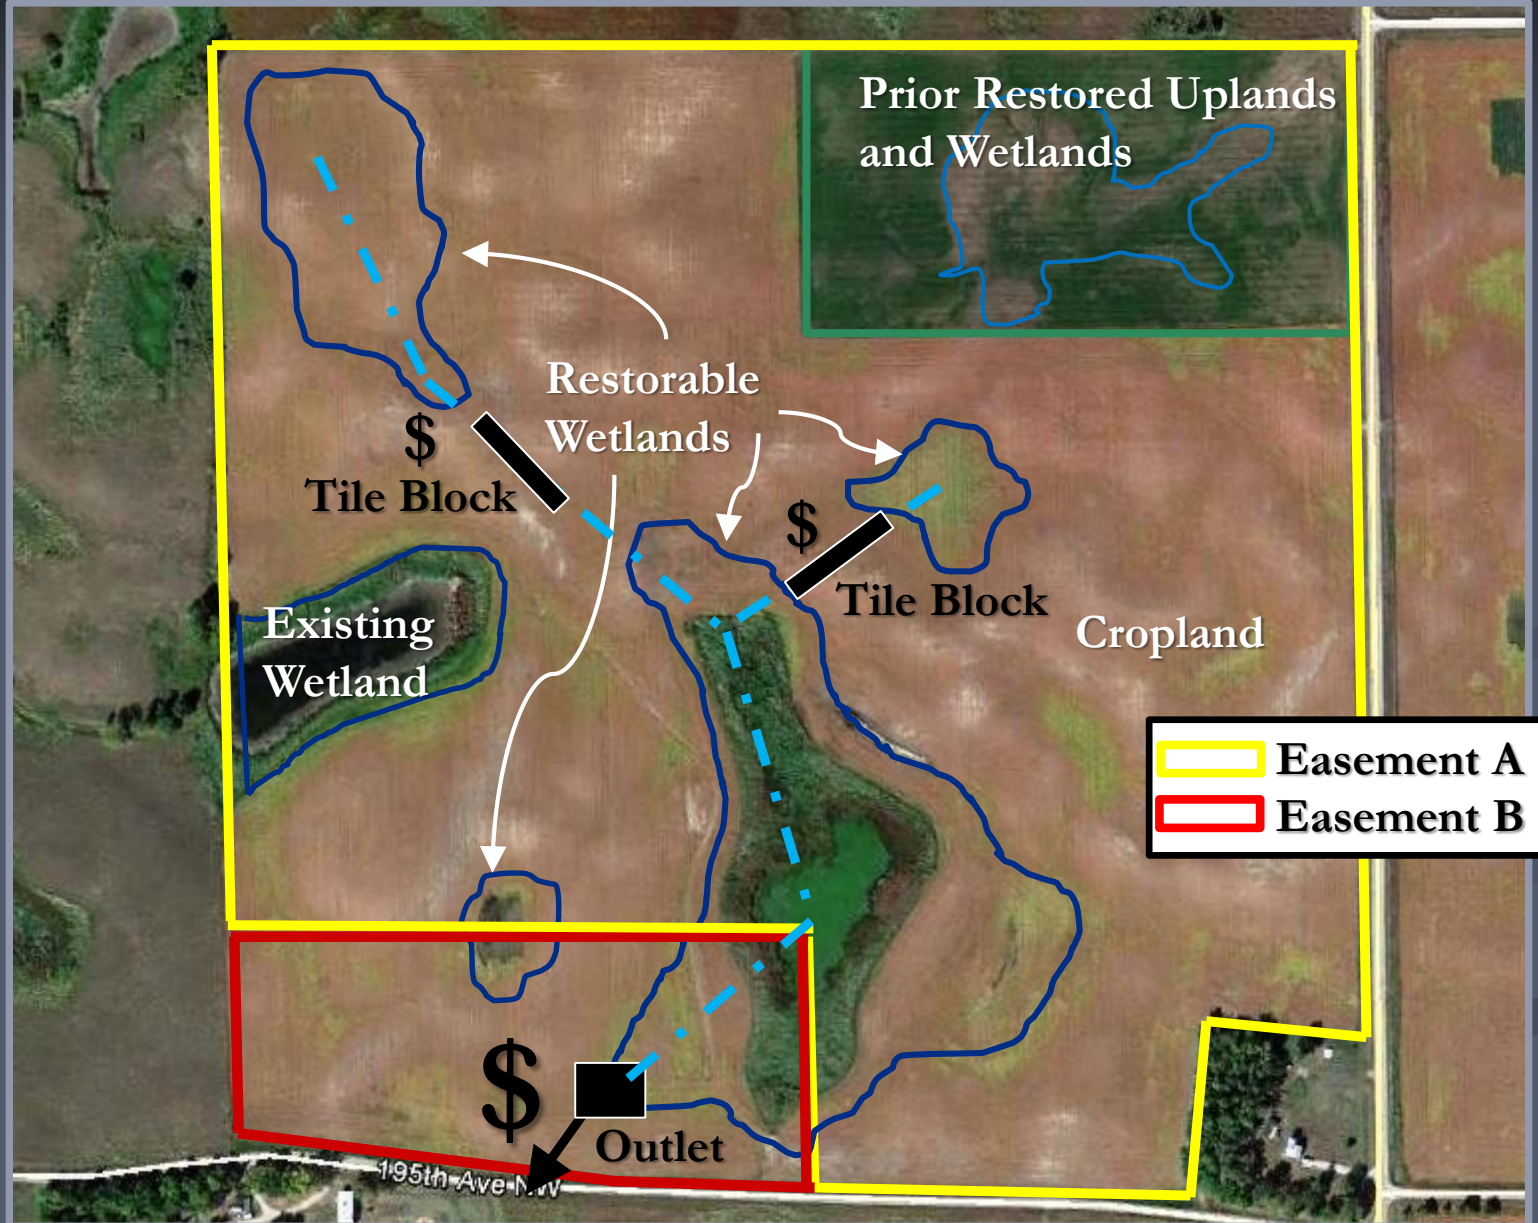 Prior Restored Uplands
and Wetlands
Restorable
Wetlands
$
Tile Block
$
Tile Block
Existing
Wetland
Cropland
Easement A
Easement B
$
Outlet
195th Ave NW